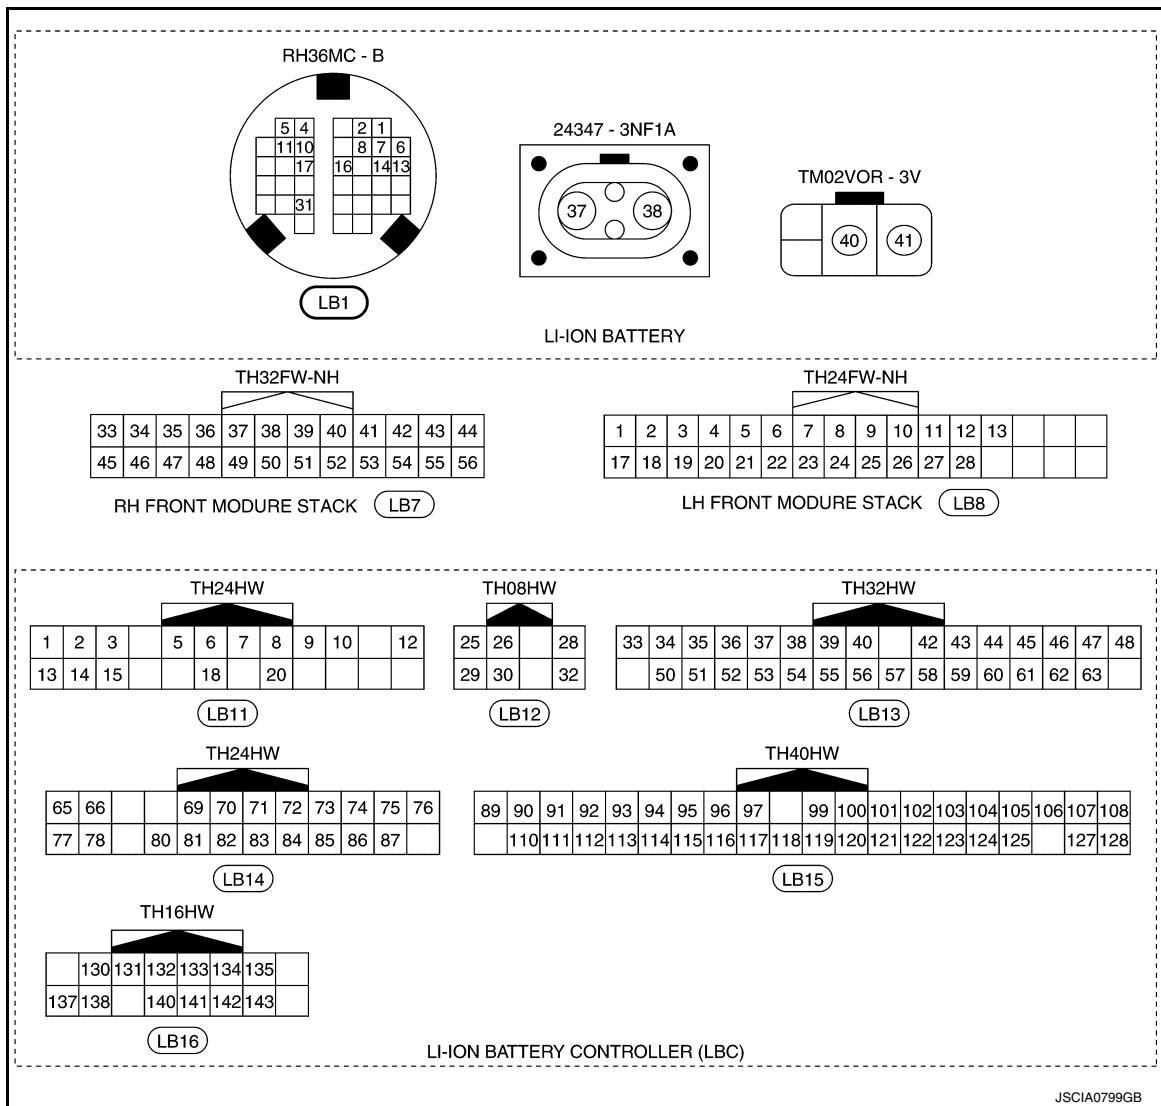 RH36MC - B
5 4 2 1
11 10 8 7 6
17 16 14 13
31
LB1
24347 - 3NF1A
37 38
TM02VOR - 3V
40 41
LI-ION BATTERY
TH32FW-NH
33 34 35 36 37 38 39 40 41 42 43 44
45 46 47 48 49 50 51 52 53 54 55 56
RH FRONT MODURE STACK LB7
TH24FW-NH
1 2 3 4 5 6 7 8 9 10 11 12 13
17 18 19 20 21 22 23 24 25 26 27 28
LH FRONT MODURE STACK LB8
TH24HW
1 2 3 5 6 7 8 9 10 12
13 14 15 18 20
LB11
TH08HW
25 26 28
29 30 32
LB12
TH32HW
33 34 35 36 37 38 39 40 42 43 44 45 46 47 48
50 51 52 53 54 55 56 57 58 59 60 61 62 63
LB13
TH24HW
65 66 69 70 71 72 73 74 75 76
77 78 80 81 82 83 84 85 86 87
LB14
TH40HW
89 90 91 92 93 94 95 96 97 99 100 101 102 103 104 105 106 107 108
110 111 112 113 114 115 116 117 118 119 120 121 122 123 124 125 127 128
LB15
TH16HW
130 131 132 133 134 135
137 138 140 141 142 143
LB16
LI-ION BATTERY CONTROLLER (LBC)
JSCIA0799GB